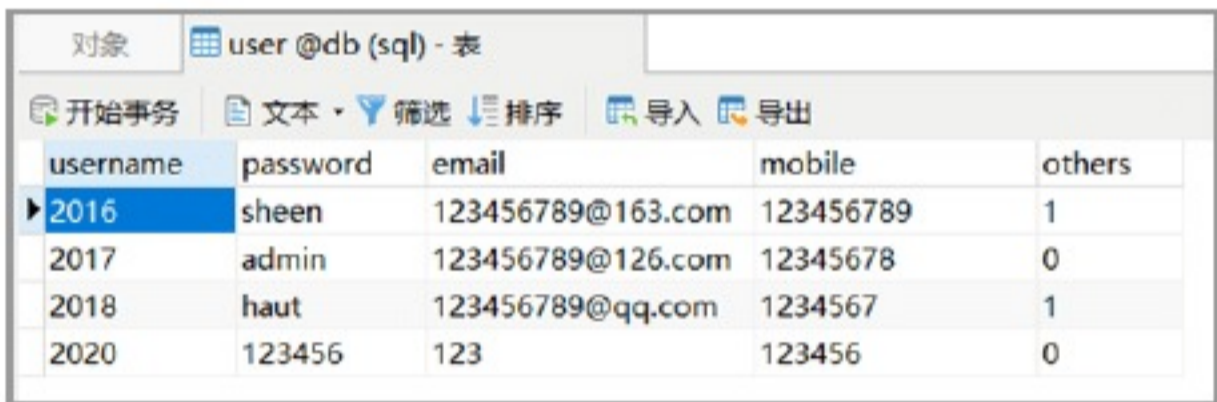 对象 user @db (sql) - 表
开始事务 文本 筛选 排序 导入 导出
username password email mobile others
2016 sheen 123456789@163.com 123456789 1
2017 admin 123456789@126.com 12345678 0
2018 haut 123456789@qq.com 1234567 1
2020 123456 123 123456 0